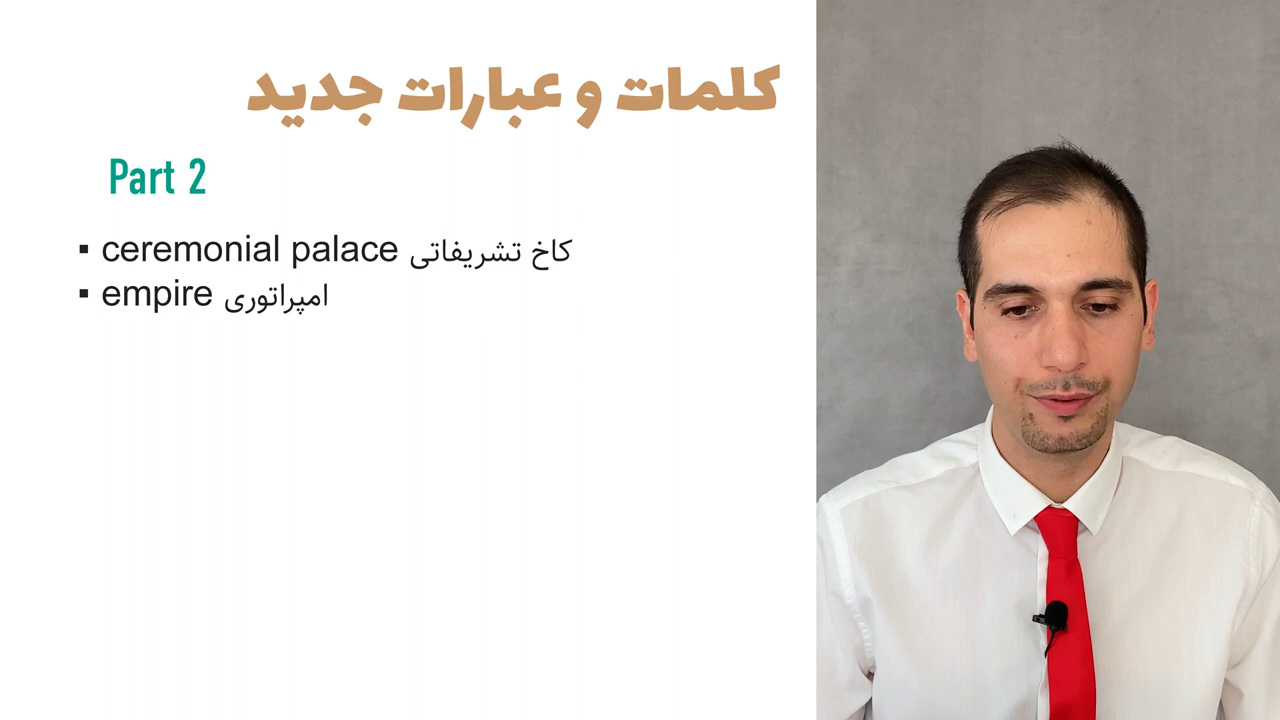 کلمات و عبارات جدید
Part 2
▪ ceremonial palace کاخ تشریفاتی
▪ empire امپراتوری